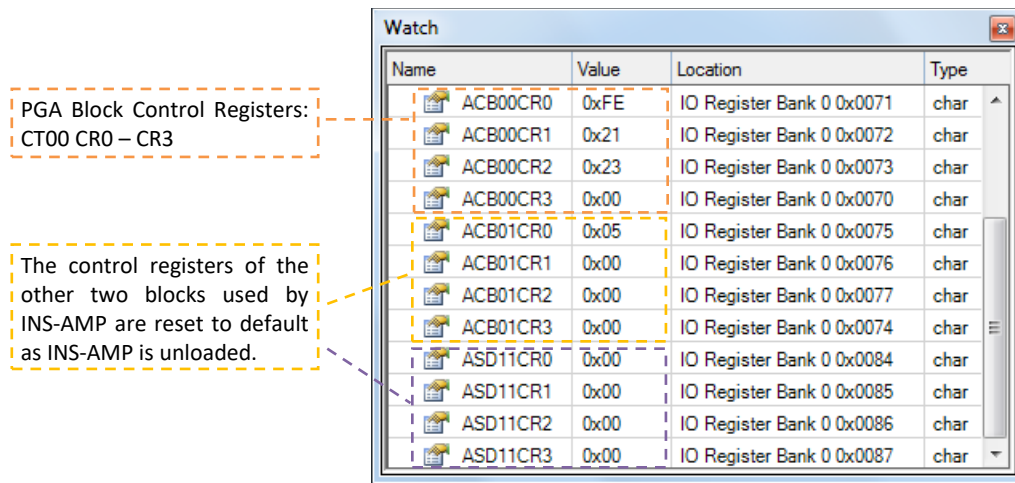 Watch
Name Value Location Type
ACB00CR0 0xFE IO Register Bank 0 0x0071 char
ACB00CR1 0x21 IO Register Bank 0 0x0072 char
ACB00CR2 0x23 IO Register Bank 0 0x0073 char
ACB00CR3 0x00 IO Register Bank 0 0x0070 char
ACB01CR0 0x05 IO Register Bank 0 0x0075 char
ACB01CR1 0x00 IO Register Bank 0 0x0076 char
ACB01CR2 0x00 IO Register Bank 0 0x0077 char
ACB01CR3 0x00 IO Register Bank 0 0x0074 char
ASD11CR0 0x00 IO Register Bank 0 0x0084 char
ASD11CR1 0x00 IO Register Bank 0 0x0085 char
ASD11CR2 0x00 IO Register Bank 0 0x0086 char
ASD11CR3 0x00 IO Register Bank 0 0x0087 char
PGA Block Control Registers:
CT00 CR0 – CR3
The control registers of the
other two blocks used by
INS-AMP are reset to default
as INS-AMP is unloaded.